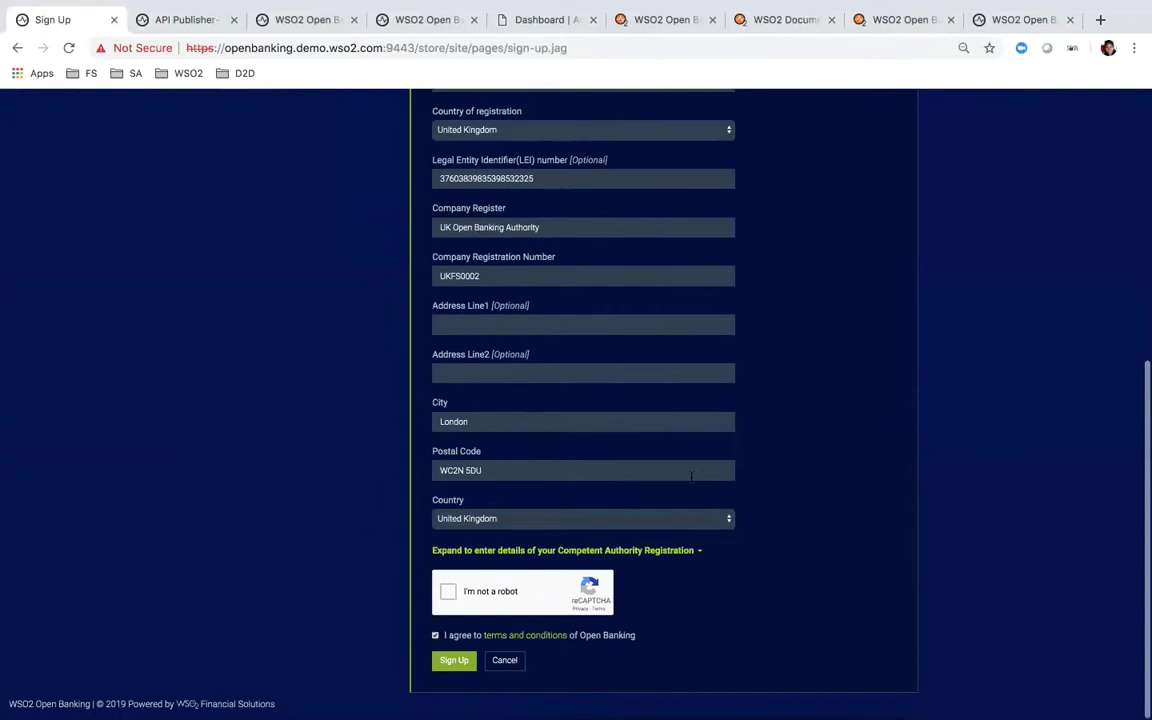 Sign Up
API Publisher-
WSO2 Open B
WSO2 Open B
Dashboard | A
WSO2 Open B
WSO2 Docum
WSO2 Open B
WSO2 Open B
Not Secure | https://openbanking.demo.wso2.com:9443/store/site/pages/sign-up.jag
Apps FS SA WSO2 D2D
Country of registration
United Kingdom
Legal Entity Identifier(LEI) number [Optional]
37603839835398532325
Company Register
UK Open Banking Authority
Company Registration Number
UKFS0002
Address Line1 [Optional]
Address Line2 [Optional]
City
London
Postal Code
WC2N 5DU
Country
United Kingdom
Expand to enter details of your Competent Authority Registration
I'm not a robot
reCAPTCHA
Privacy - Terms
I agree to terms and conditions of Open Banking
Sign Up Cancel
WSO2 Open Banking | © 2019 Powered by WSO2 Financial Solutions